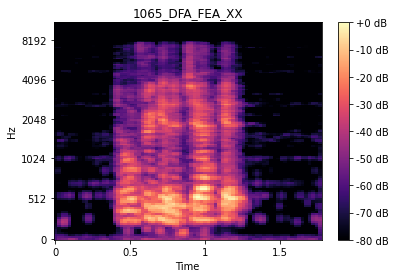 1065_DFA_FEA_XX
8192
4096
2048
1024
512
0
Hz
0
0.5
1
1.5
Time
+0 dB
-10 dB
-20 dB
-30 dB
-40 dB
-50 dB
-60 dB
-70 dB
-80 dB